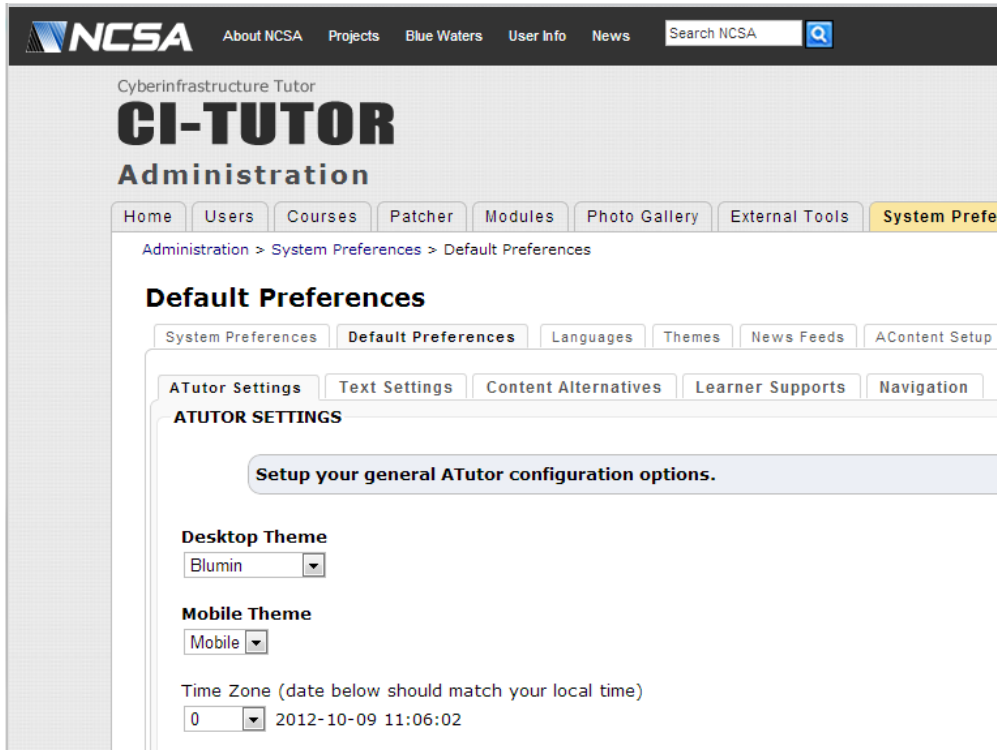 NCSA About NCSA Projects Blue Waters User Info News Search NCSA
Cyberinfrastructure Tutor
CI-TUTOR
Administration
Home Users Courses Patcher Modules Photo Gallery External Tools System Prefe
Administration > System Preferences > Default Preferences
Default Preferences
System Preferences Default Preferences Languages Themes News Feeds AContent Setup
ATutor Settings Text Settings Content Alternatives Learner Supports Navigation
ATUTOR SETTINGS
Setup your general ATutor configuration options.
Desktop Theme
Blumin
Mobile Theme
Mobile
Time Zone (date below should match your local time)
0 2012-10-09 11:06:02